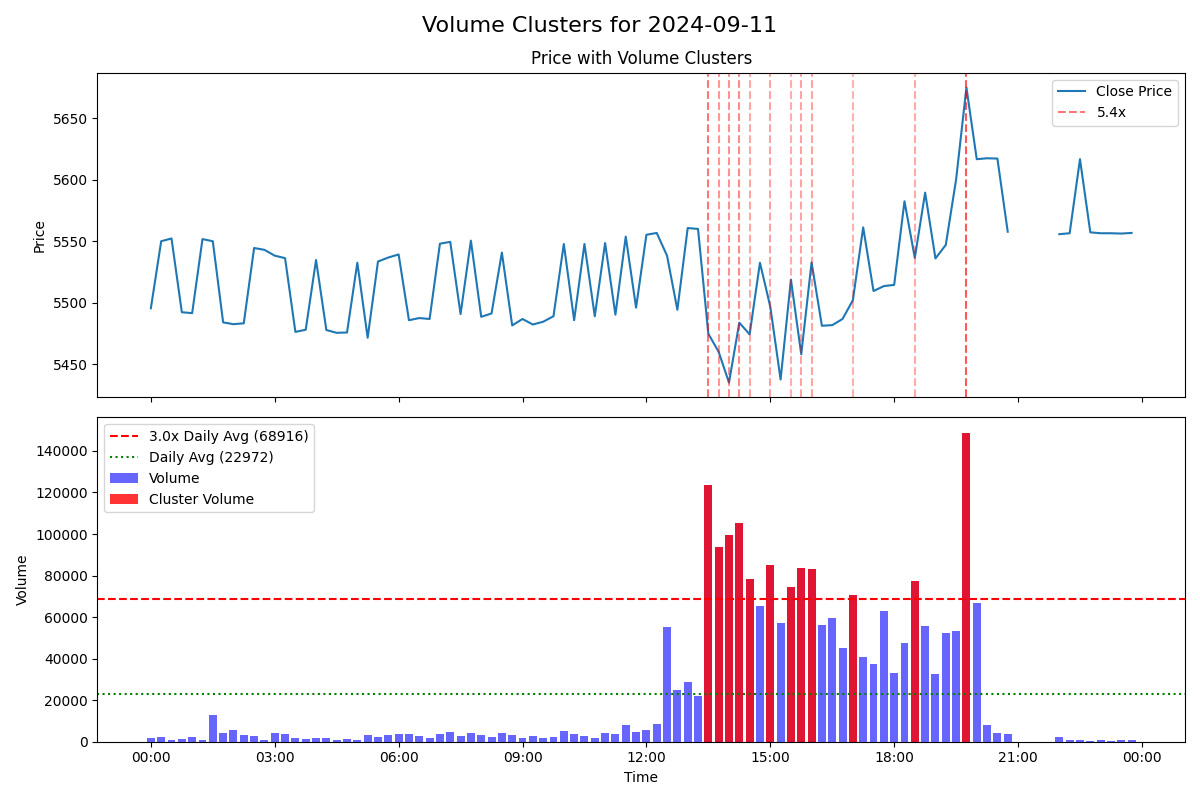 Volume Clusters for 2024-09-11
Price with Volume Clusters
Close Price
5.4x
5650
5600
5550
5500
5450
Price
3.0x Daily Avg (68916)
Daily Avg (22972)
Volume
Cluster Volume
140000
120000
100000
80000
60000
40000
20000
0
Volume
00:00 03:00 06:00 09:00 12:00 15:00 18:00 21:00 00:00
Time